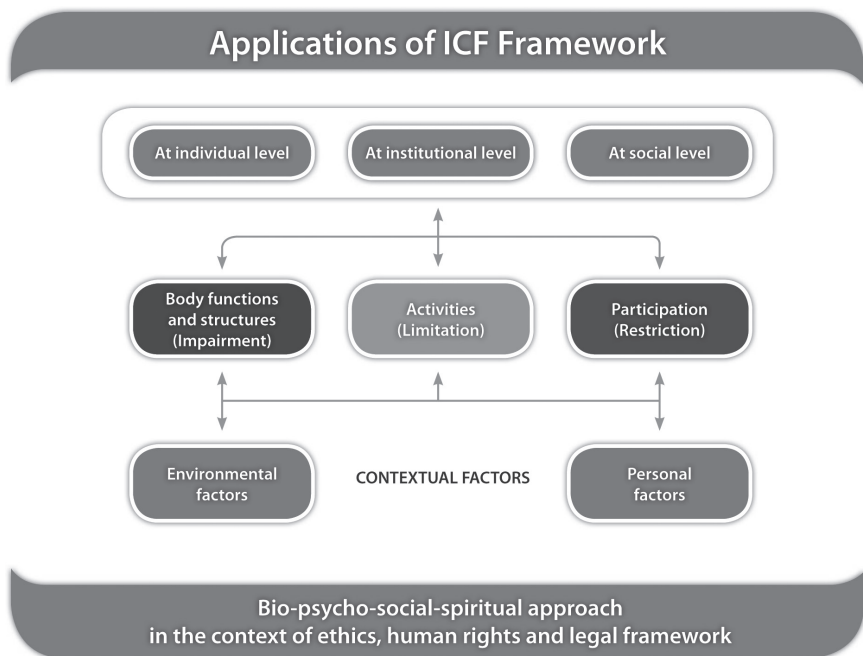 Applications of ICF Framework
At individual level
At institutional level
At social level
Body functions
and structures
(Impairment)
Activities
(Limitation)
Participation
(Restriction)
Environmental
factors
CONTEXTUAL FACTORS
Personal
factors
Bio-psycho-social-spiritual approach
in the context of ethics, human rights and legal framework